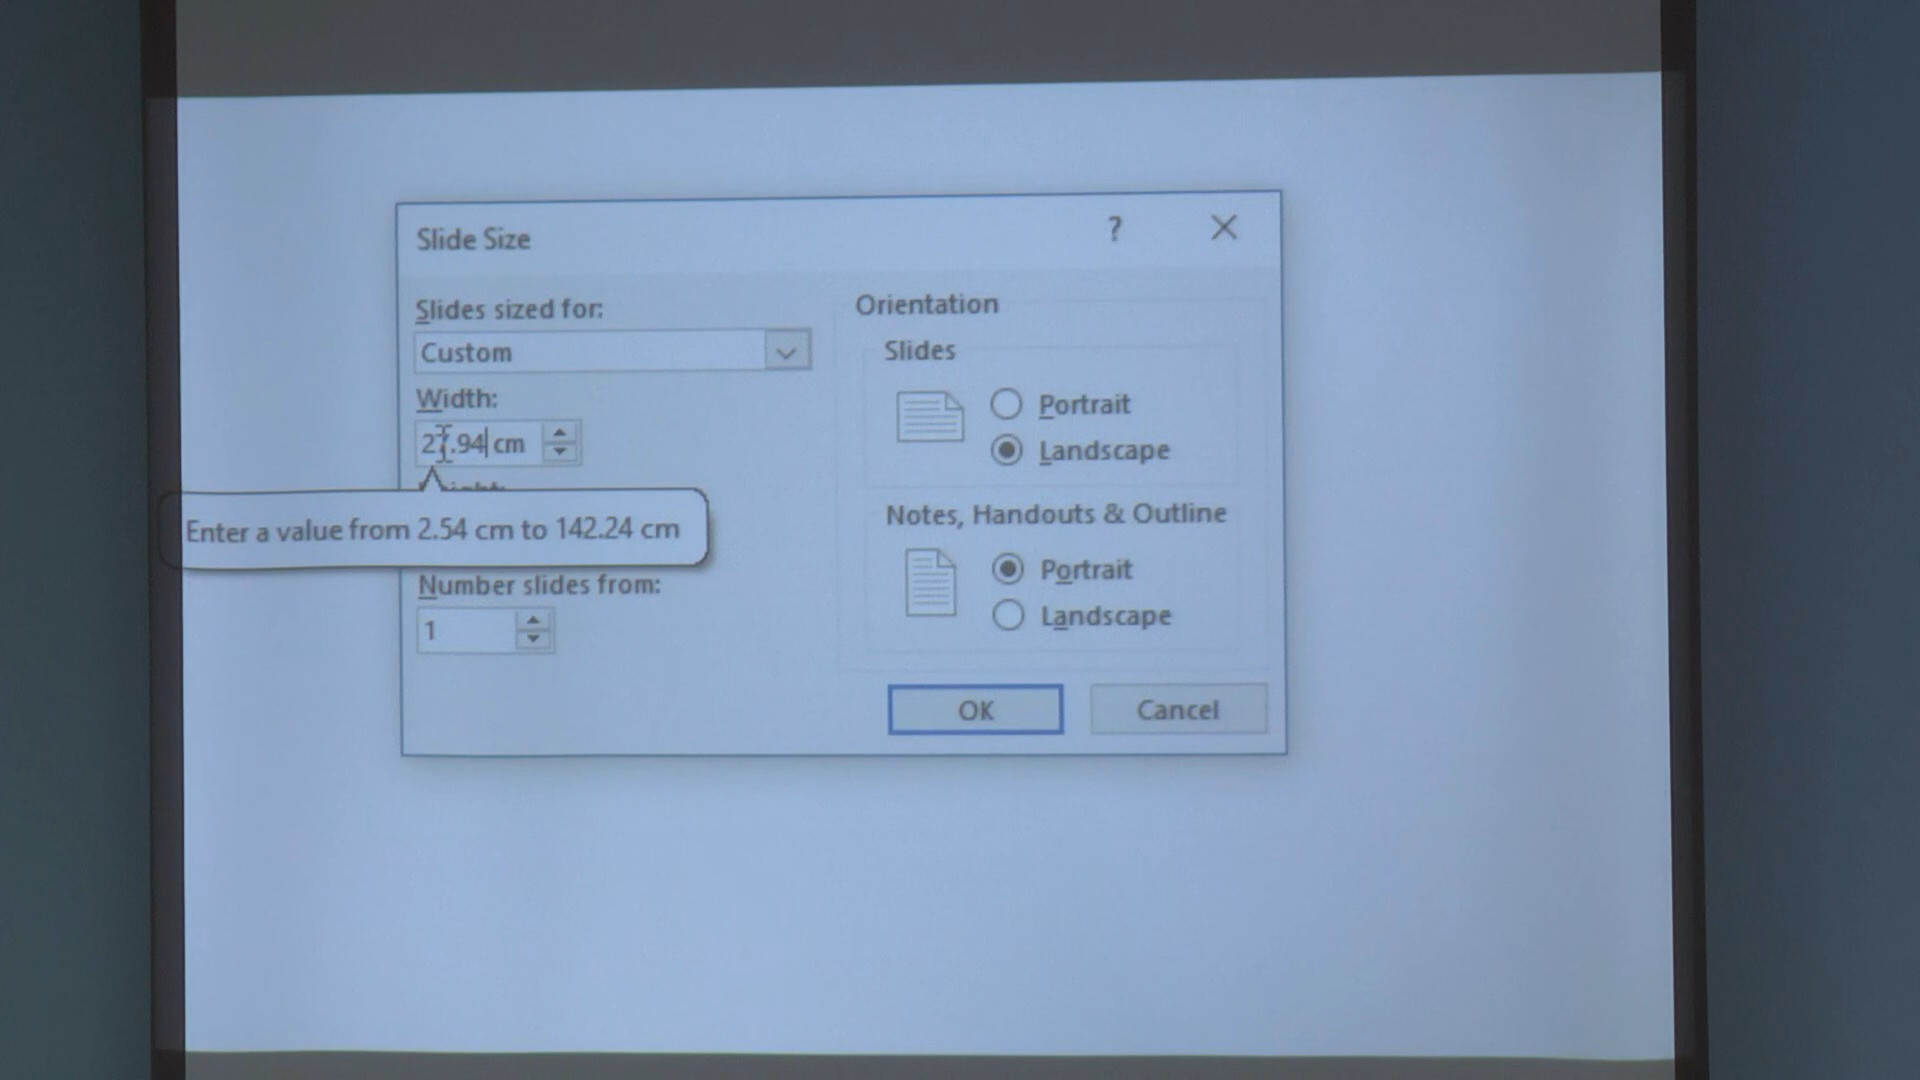 Slide Size
?
Slides sized for:
Custom
Width:
27.94 cm
Enter a value from 2.54 cm to 142.24 cm
Number slides from:
1
Orientation
Slides
Portrait
Landscape
Notes, Handouts & Outline
Portrait
Landscape
OK
Cancel